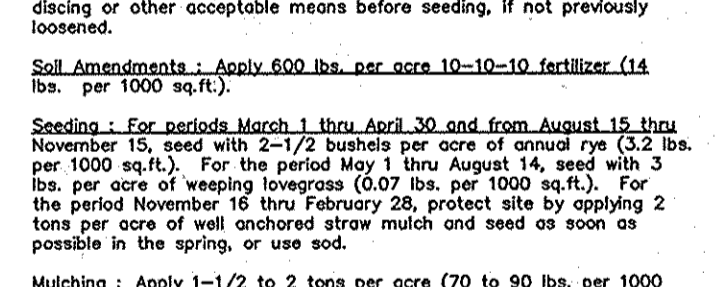 discing or other acceptable means before seeding, if not previously
loosened.
Soil Amendments : Apply 600 lbs. per acre 10-10-10 fertilizer (14
lbs. per 1000 sq.ft.).
Seeding : For periods March 1 thru April 30 and from August 15 thru
November 15, seed with 2-1/2 bushels per acre of annual rye (3.2 lbs.
per 1000 sq.ft.). For the period May 1 thru August 14, seed with 3
lbs. per acre of weeping lovegrass (0.07 lbs. per 1000 sq.ft.). For
the period November 16 thru February 28, protect site by applying 2
tons per acre of well anchored straw mulch and seed as soon as
possible in the spring, or use sod.
Mulching : Apply 1-1/2 to 2 tons per acre (70 to 90 lbs. per 1000